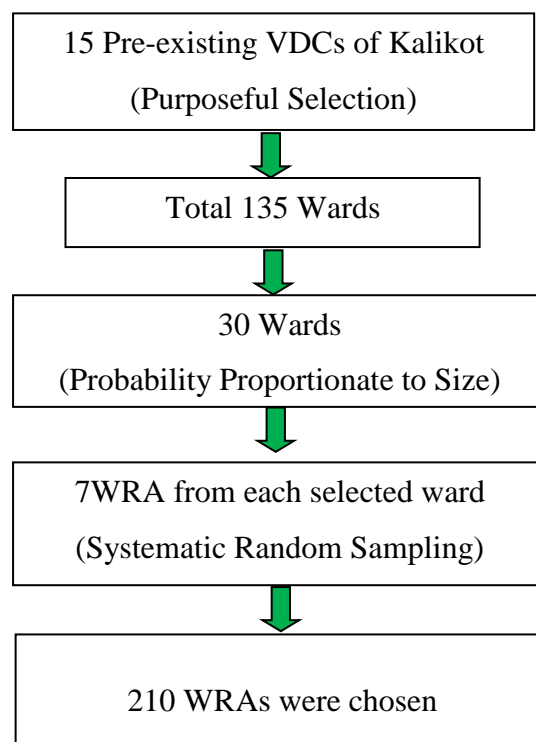 15 Pre-existing VDCs of Kalikot
(Purposeful Selection)
Total 135 Wards
30 Wards
(Probability Proportionate to Size)
7WRA from each selected ward
(Systematic Random Sampling)
210 WRAs were chosen